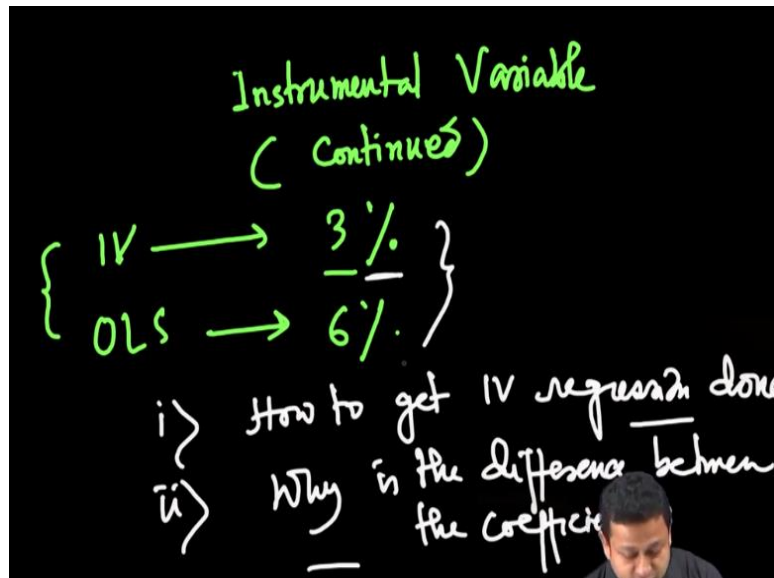 Instrumental Variable
( Continued )
{ IV → 3 % }
OLS → 6 %.
i> How to get IV regression done
ii> Why is the difference between
the coeffici